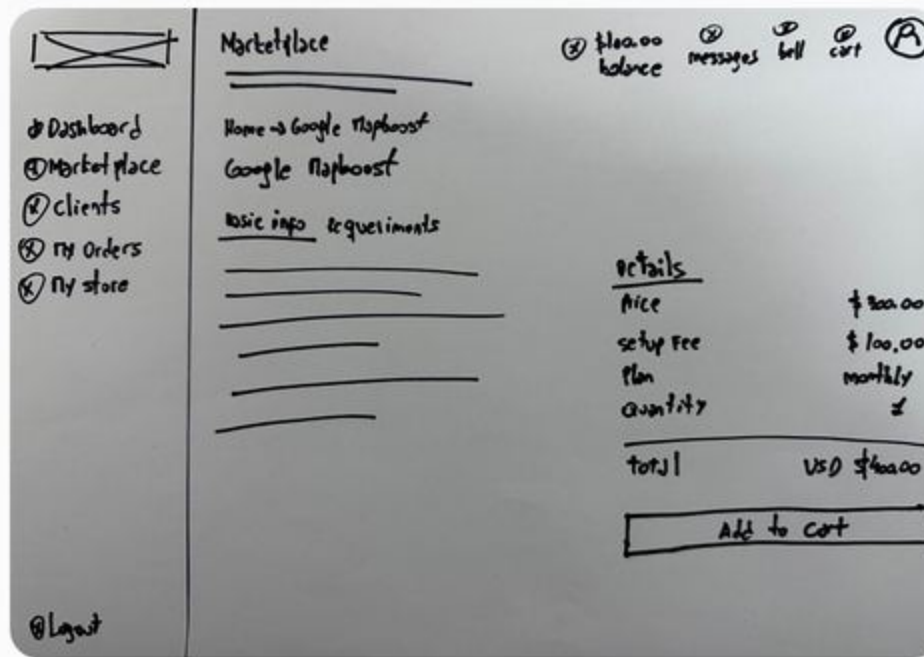 Marketplace
$100.00 balance
messages
bell
cart
Dashboard
Marketplace
Clients
My Orders
My store
Logout
Home → Google Mapboost
Google Mapboost
Basic info Requeriments
Details
Price $300.00
setup Fee $100.00
Plan monthly
Quantity 1
total USD $400.00
Add to cart